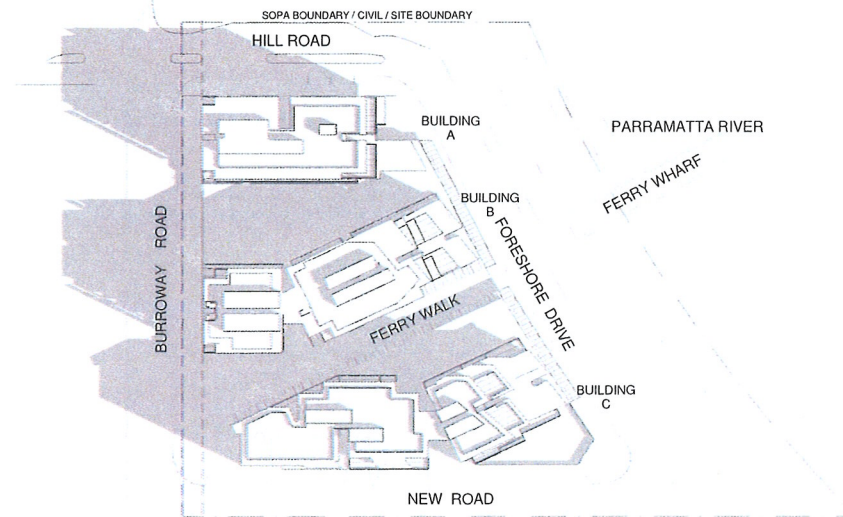 SOPA BOUNDARY / CIVIL / SITE BOUNDARY
HILL ROAD
BUILDING
A
PARRAMATTA RIVER
FERRY WHARF
BUILDING
B
FORESHORE DRIVE
BURROWAY ROAD
FERRY WALK
BUILDING
C
NEW ROAD